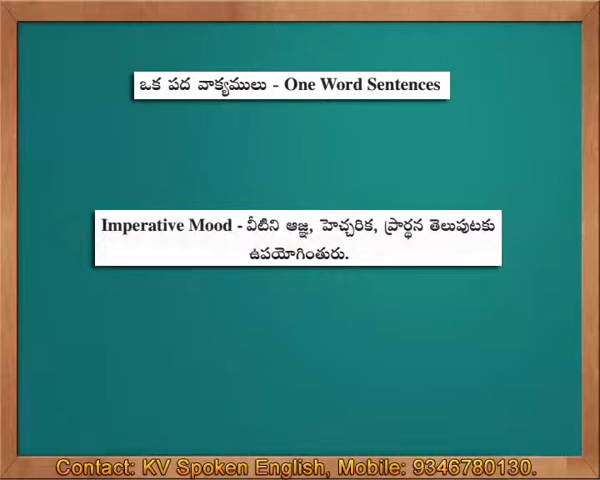 ఒక పద వాక్యములు - One Word Sentences
Imperative Mood - వీటిని ఆజ్ఞ, హెచ్చరిక, ప్రార్థన తెలుపుటకు
ఉపయోగింతురు.
Contact: KV Spoken English, Mobile: 9346780130.